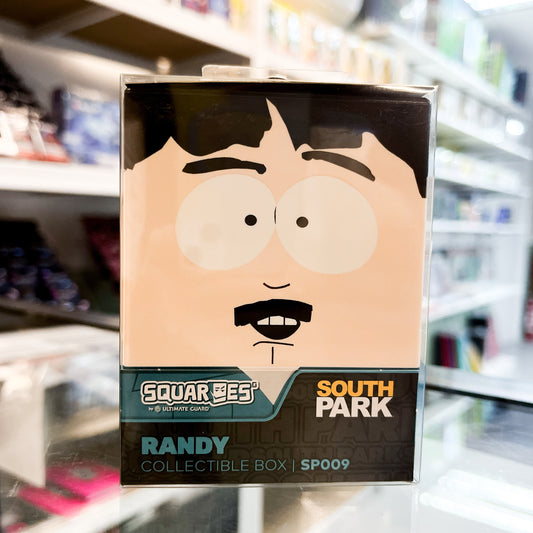 SQUAROES
by ULTIMATE GUARD
SOUTH
PARK
RANDY
COLLECTIBLE BOX | SP009